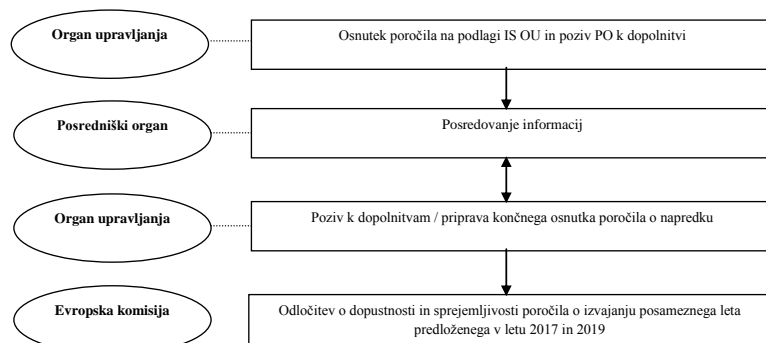 Organ upravljanja
Osnutek poročila na podlagi IS OU in poziv PO k dopolnitvi
Posredniški organ
Posredovanje informacij
Organ upravljanja
Poziv k dopolnitvam / priprava končnega osnutka poročila o napredku
Evropska komisija
Odločitev o dopustnosti in sprejemljivosti poročila o izvajanju posameznega leta
predloženega v letu 2017 in 2019